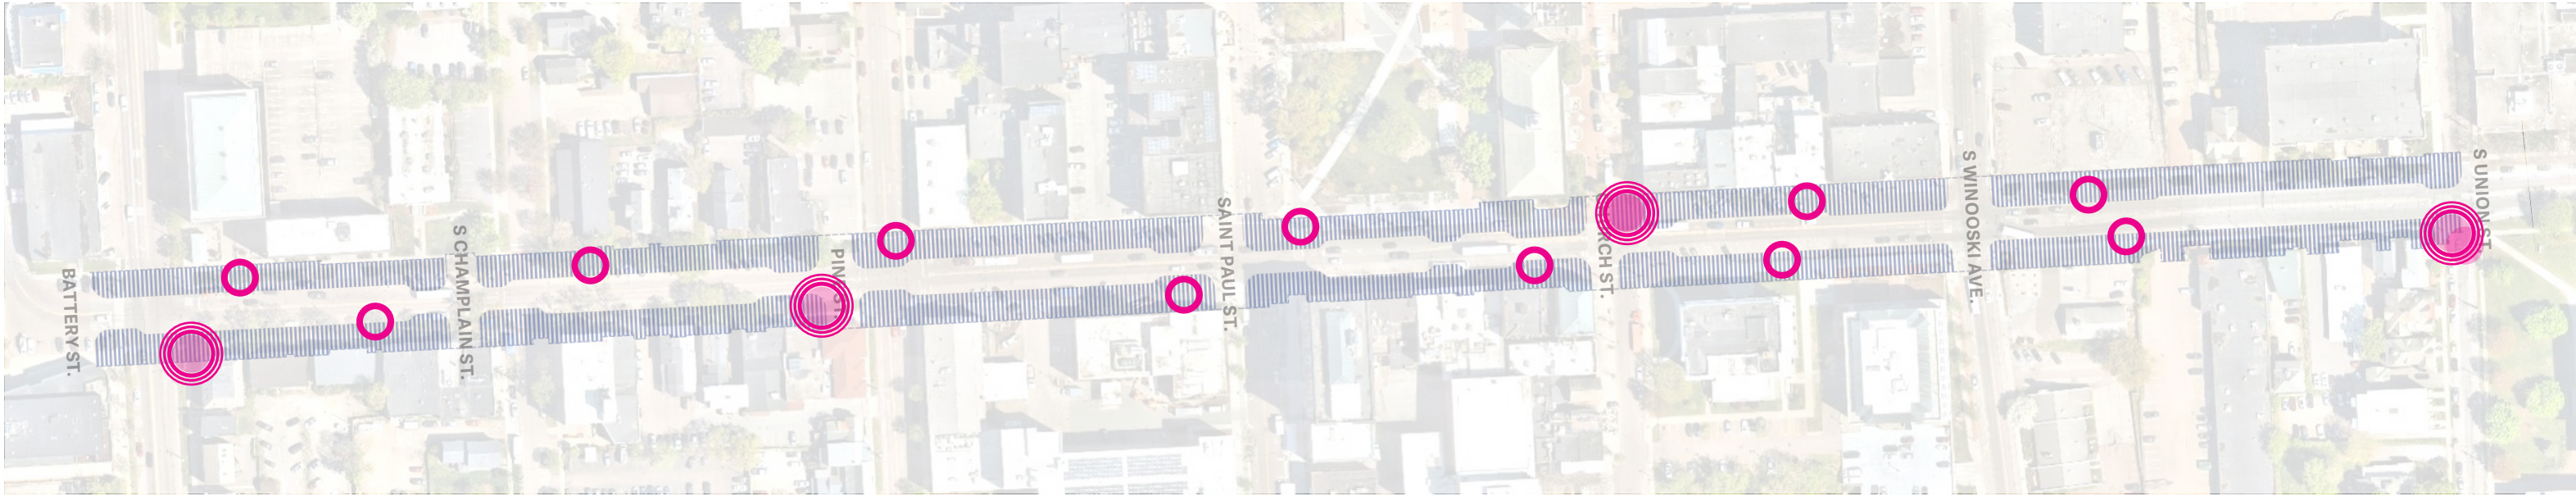 BATTERY ST.
S CHAMPLAIN ST.
SAINT PAUL ST.
S WINOOSKI AVE.
S UNION ST.